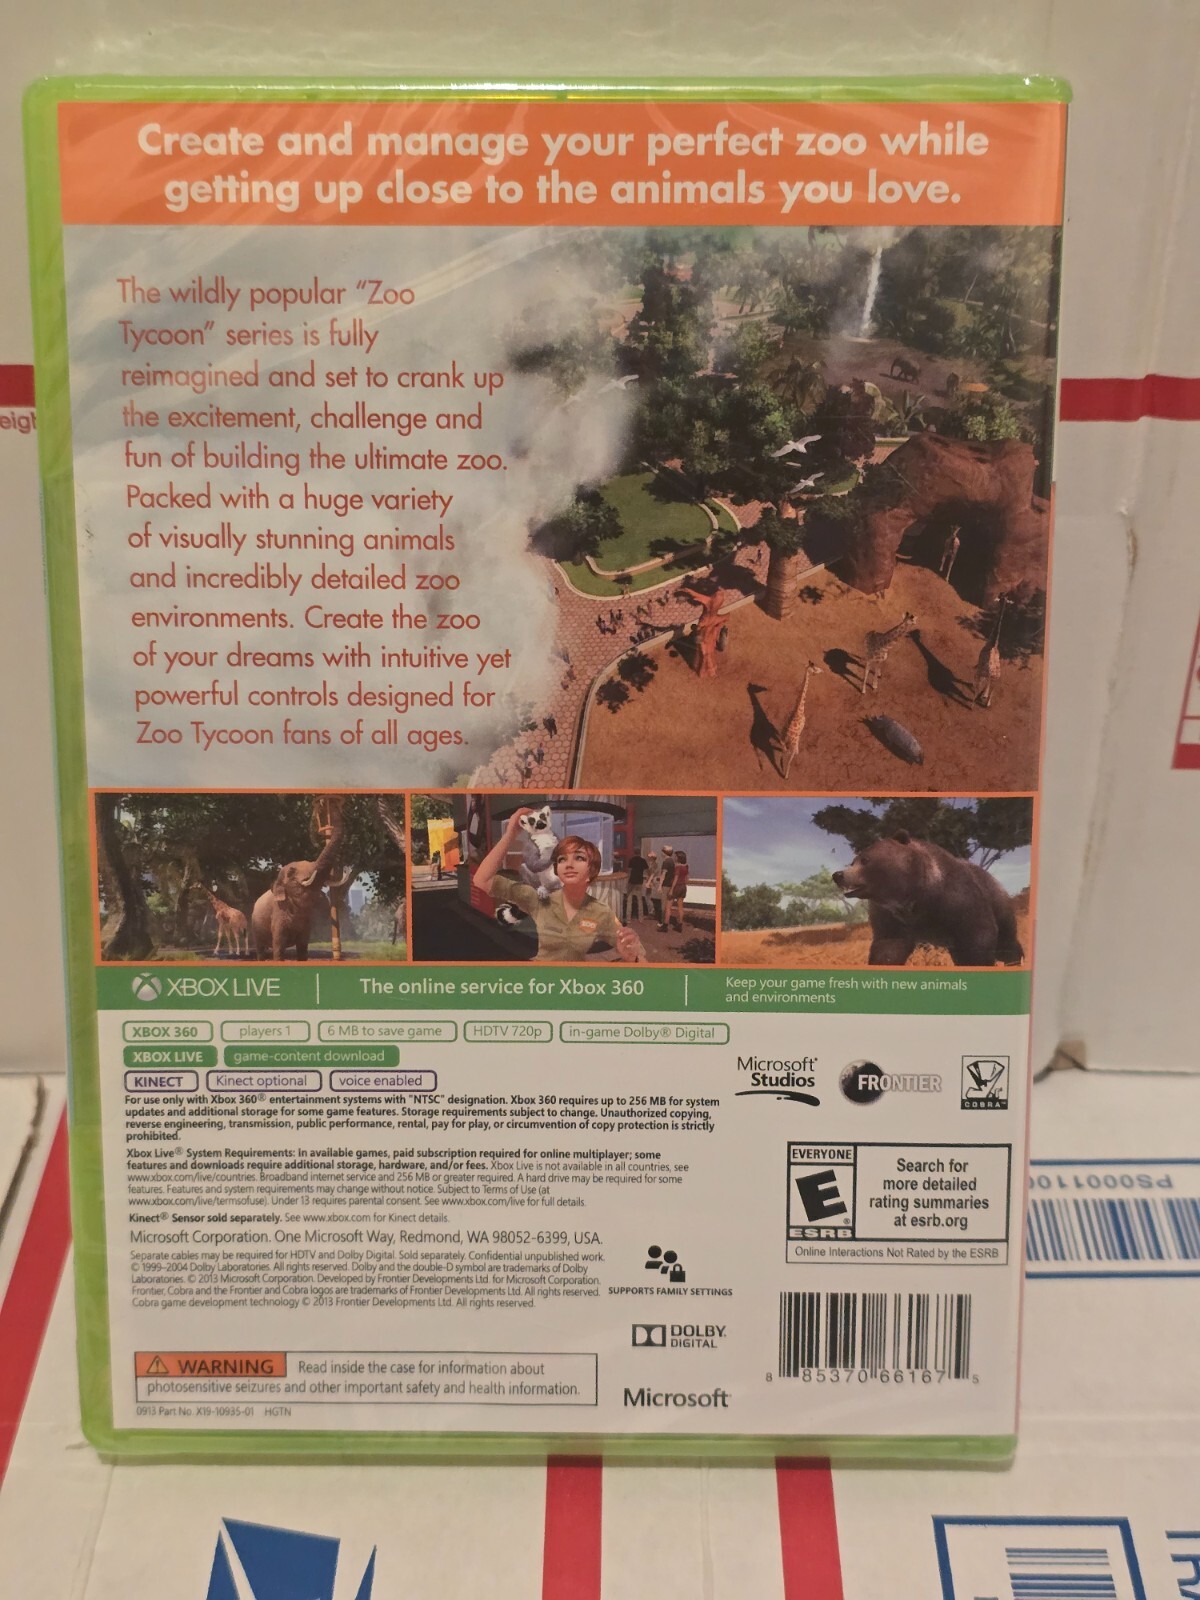 Create and manage your perfect zoo while
getting up close to the animals you love.
The wildly popular “Zoo
Tycoon” series is fully
reimagined and set to crank up
the excitement, challenge and
fun of building the ultimate zoo.
Packed with a huge variety
of visually stunning animals
and incredibly detailed zoo
environments. Create the zoo
of your dreams with intuitive yet
powerful controls designed for
Zoo Tycoon fans of all ages.
XBOX LIVE
The online service for Xbox 360
Keep your game fresh with new animals
and environments
XBOX 360 players 1 6 MB to save game HDTV 720p in-game Dolby® Digital
XBOX LIVE game-content download
KINECT Kinect optional voice enabled
For use only with Xbox 360® entertainment systems with "NTSC" designation. Xbox 360 requires up to 256 MB for system
updates and additional storage for some game features. Storage requirements subject to change. Unauthorized copying,
reverse engineering, transmission, public performance, rental, pay for play, or circumvention of copy protection is strictly
prohibited.
Xbox Live® System Requirements: In available games, paid subscription required for online multiplayer; some
features and downloads require additional storage, hardware, and/or fees. Xbox Live is not available in all countries, see
www.xbox.com/live/countries. Broadband internet service and 256 MB or greater required. A hard drive may be required for some
features. Features and system requirements may change without notice. Subject to Terms of Use (at
www.xbox.com/live/termsofuse). Under 13 requires parental consent. See www.xbox.com/live for full details.
Kinect® Sensor sold separately. See www.xbox.com for Kinect details.
Microsoft Corporation. One Microsoft Way, Redmond, WA 98052-6399, USA.
Separate cables may be required for HDTV and Dolby Digital. Sold separately. Confidential unpublished work.
© 1999-2004 Dolby Laboratories. All rights reserved. Dolby and the double-D symbol are trademarks of Dolby
Laboratories. © 2013 Microsoft Corporation. Developed by Frontier Developments Ltd. for Microsoft Corporation.
Frontier, Cobra and the Frontier and Cobra logos are trademarks of Frontier Developments Ltd. All rights reserved.
Cobra game development technology © 2013 Frontier Developments Ltd. All rights reserved.
Microsoft®
Studios
FRONTIER
COBRA™
EVERYONE
E
®
ESRB
Search for
more detailed
rating summaries
at esrb.org
Online Interactions Not Rated by the ESRB
SUPPORTS FAMILY SETTINGS
DOLBY.
DIGITAL
Microsoft
8 85370 66167 5
WARNING Read inside the case for information about
photosensitive seizures and other important safety and health information.
0913 Part No. X19-10935-01 HGTN
eigh
PS00011000